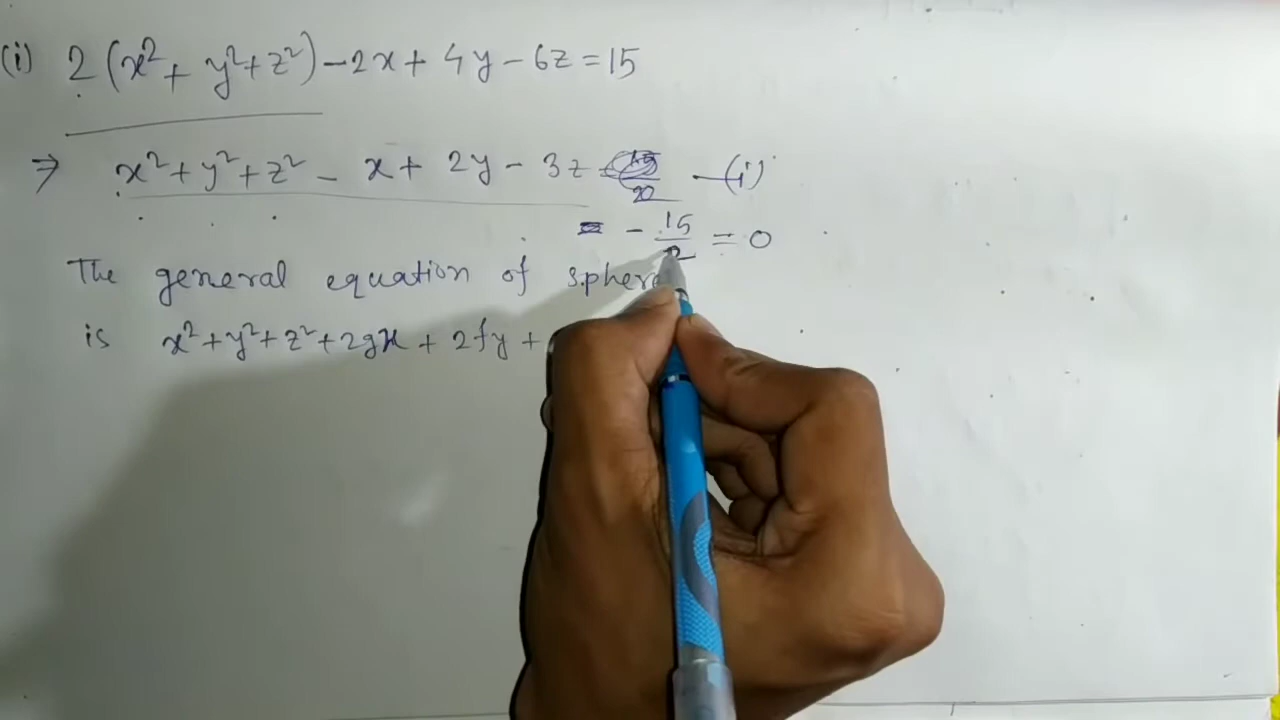 (i) 2 (x² + y² + z²) - 2x + 4y - 6z = 15
⇒ x² + y² + z² - x + 2y - 3z —(i)
- 15/2 = 0
The general equation of sphere
is x² + y² + z² + 2gx + 2fy +